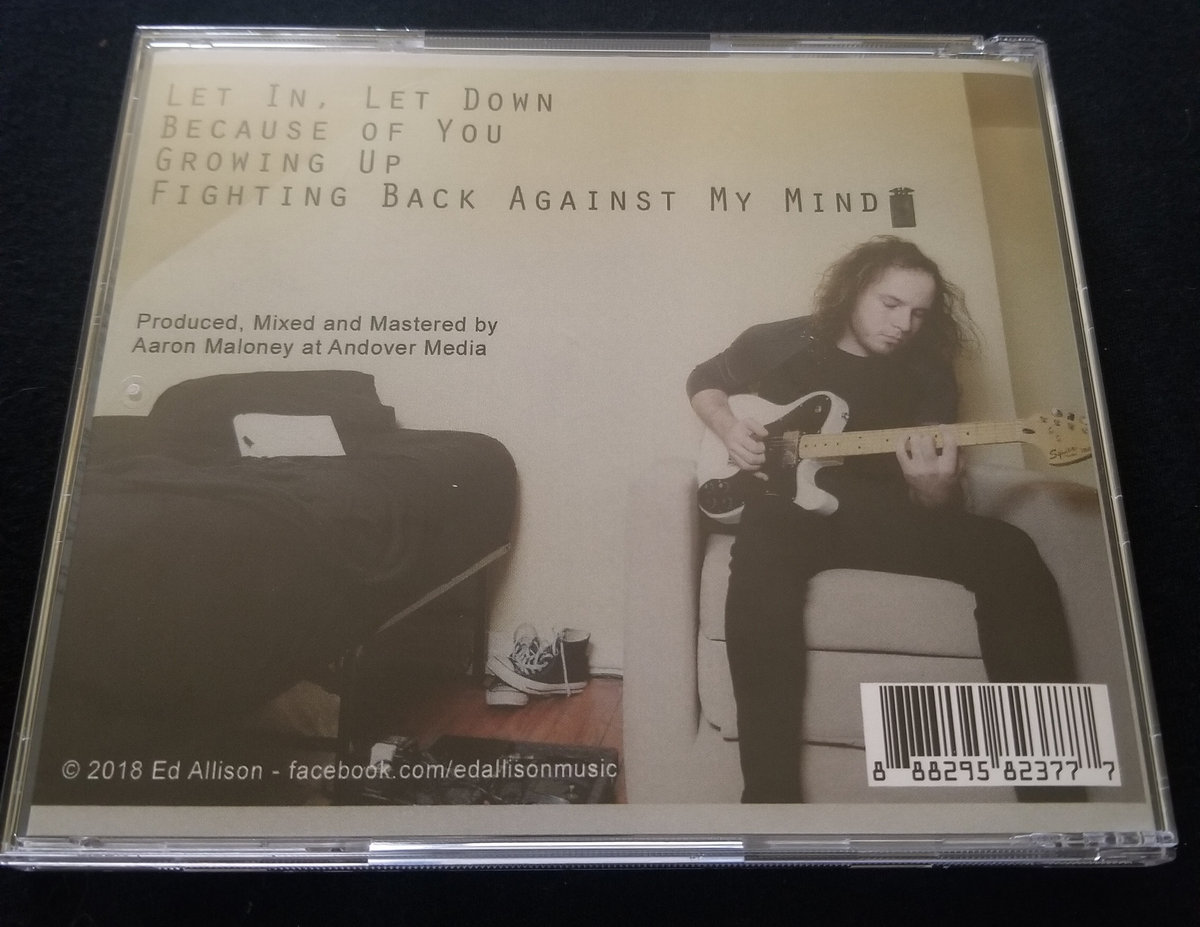 Let In, Let Down
Because of You
Growing Up
Fighting Back Against My Mind
Produced, Mixed and Mastered by
Aaron Maloney at Andover Media
Squier
© 2018 Ed Allison - facebook.com/edallisonmusic
8 88295 82377 7